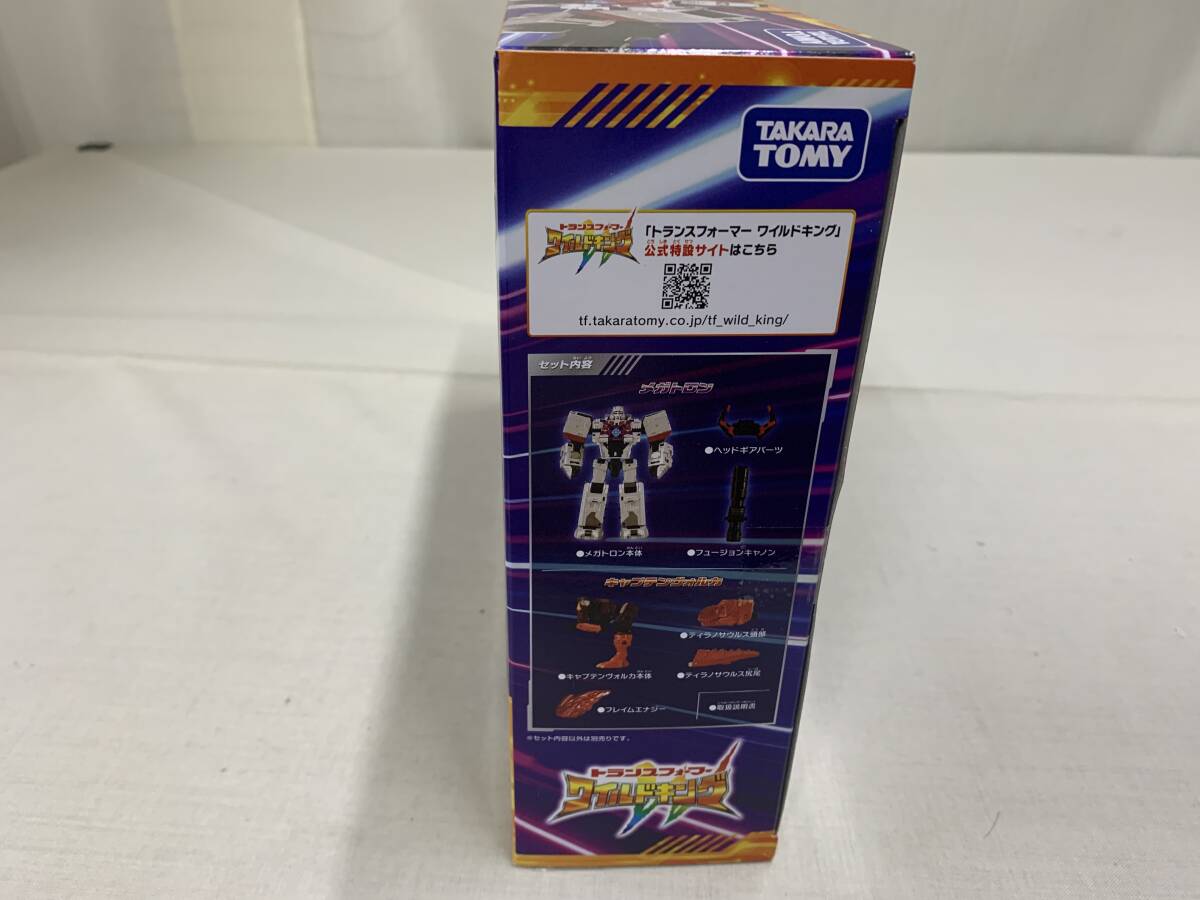 TAKARA TOMY
TAKARA
TOMY
トランスフォーマー
ワイルドキング
「トランスフォーマー ワイルドキング」
公式特設サイトはこちら
tf.takaratomy.co.jp/tf_wild_king/
セット内容
メガトロン
●ヘッドギアパーツ
●メガトロン本体
●フュージョンキャノン
キャプテンヴォルカ
●ティラノサウルス頭部
●キャプテンヴォルカ本体
●ティラノサウルス尻尾
●フレイムエナジー
●取扱説明書
※セット内容以外は別売りです。
トランスフォーマー
ワイルドキング